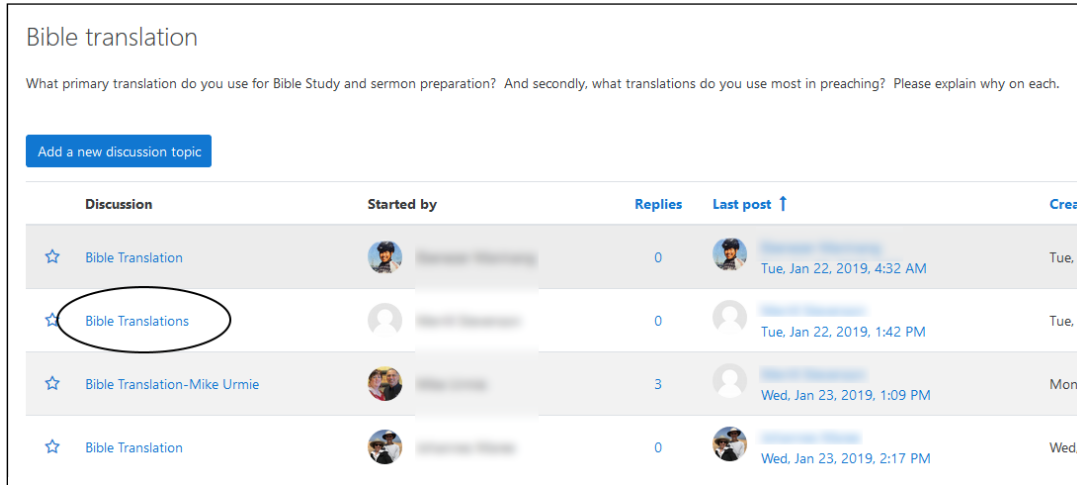 Bible translation
What primary translation do you use for Bible Study and sermon preparation? And secondly, what translations do you use most in preaching? Please explain why on each.
Add a new discussion topic
Discussion Started by Replies Last post ↑ Crea
Bible Translation 0 Tue, Jan 22, 2019, 4:32 AM Tue,
Bible Translations 0 Tue, Jan 22, 2019, 1:42 PM Tue,
Bible Translation-Mike Urmie 3 Wed, Jan 23, 2019, 1:09 PM Mon
Bible Translation 0 Wed, Jan 23, 2019, 2:17 PM Wed,